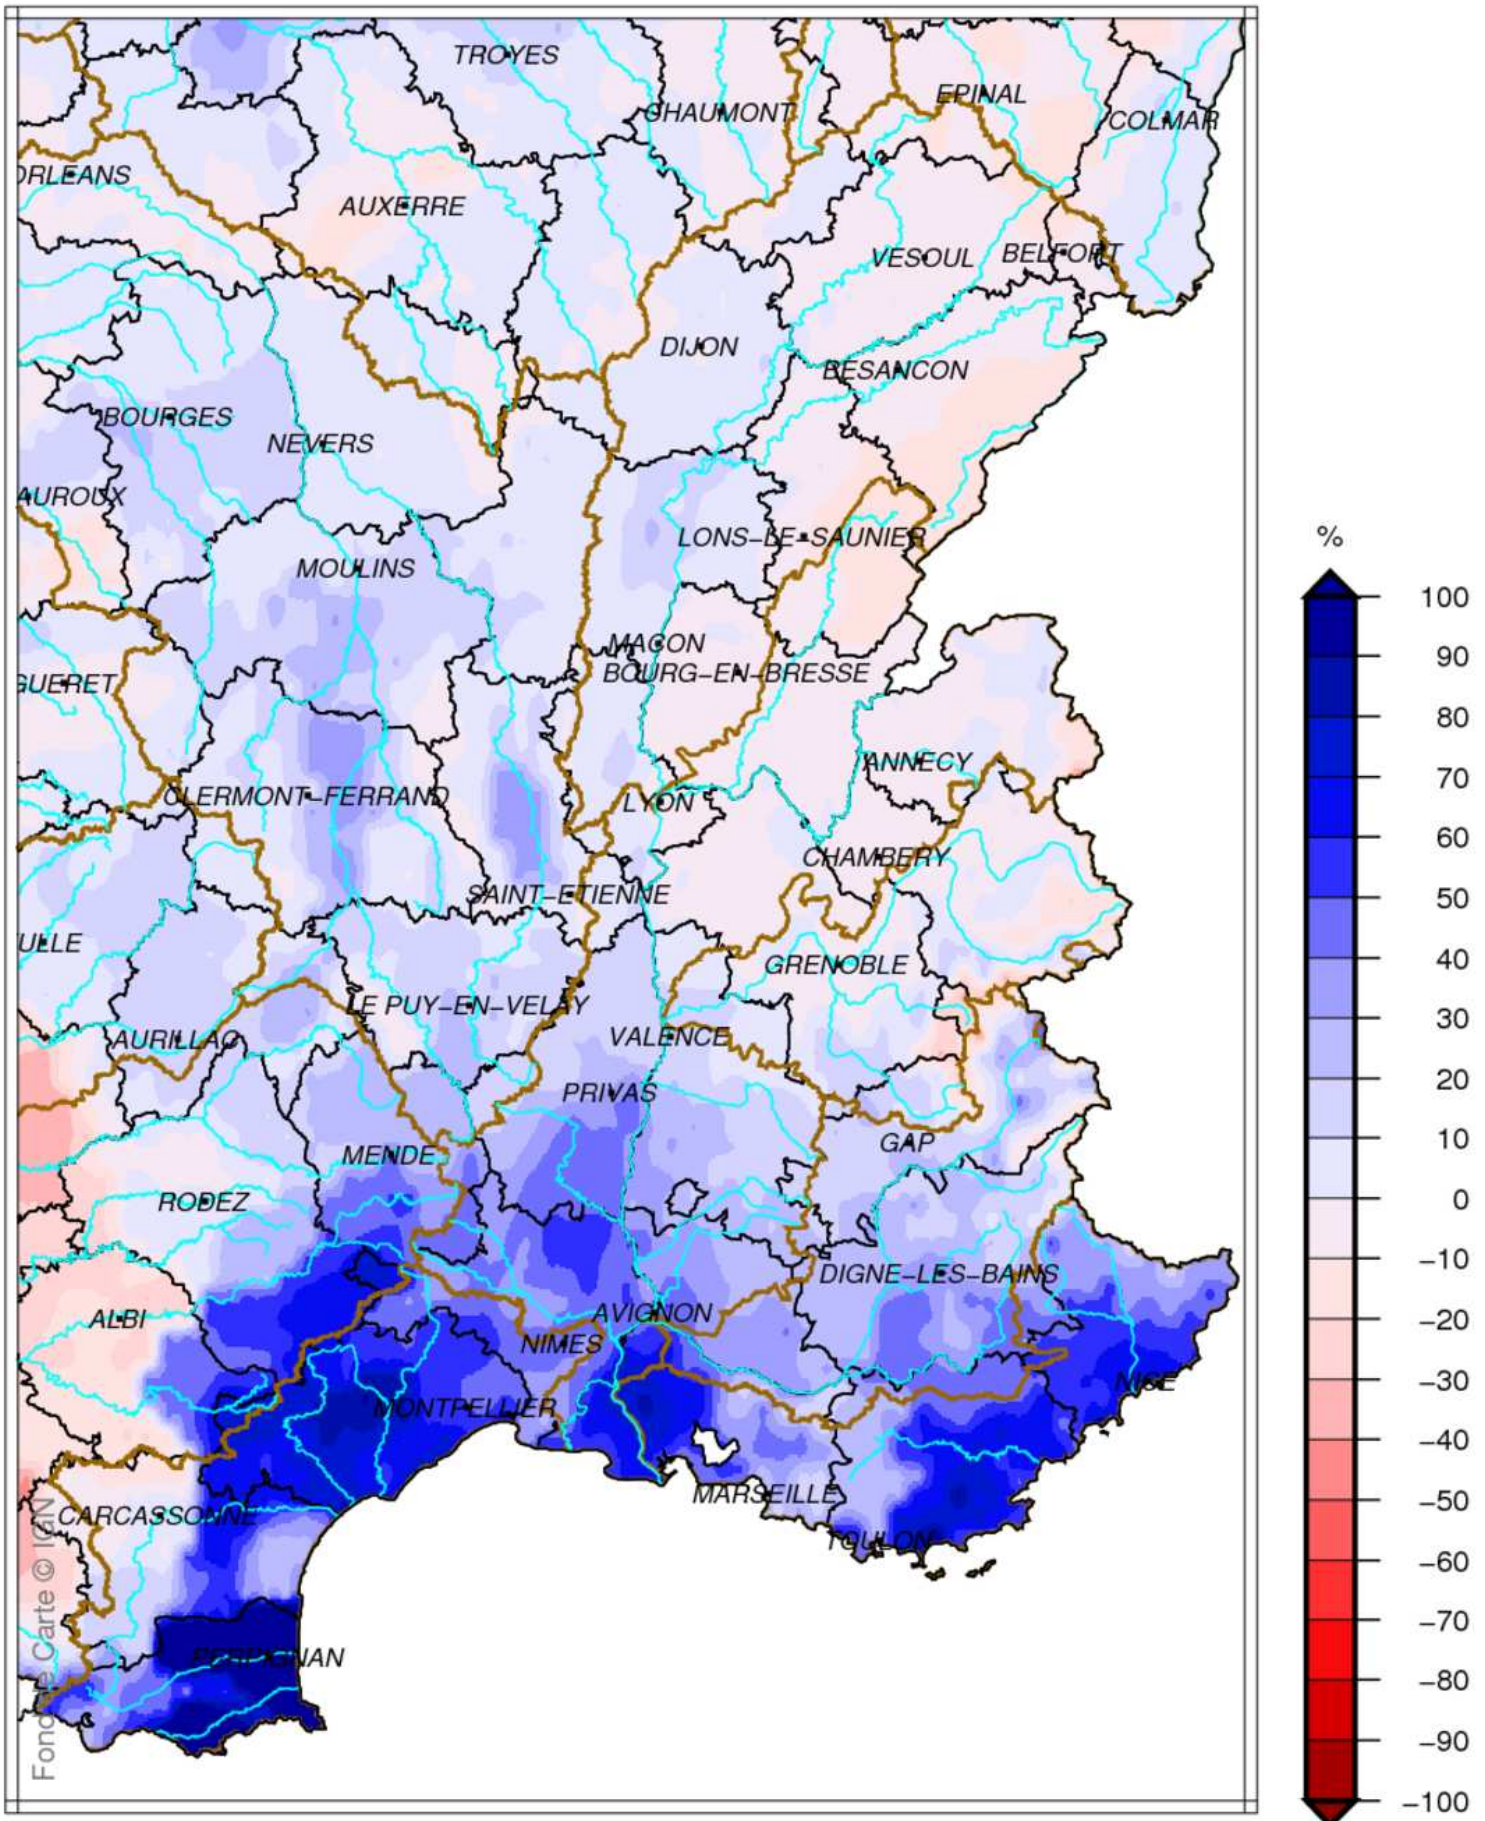 TROYES
EPINAL
CHAUMONT
COLMAR
ORLEANS
AUXERRE
VESOUL
BELFORT
DIJON
BESANCON
BOURGES
NEVERS
AUROUX
LONS-LE-SAUNIER
MOULINS
MACON
BOURG-EN-BRESSE
GUERET
ANNECY
CLERMONT-FERRAND
LYON
CHAMBERY
SAINT-ETIENNE
ULLE
GRENOBLE
LE PUY-EN-VELAY
AURILLAC
VALENCE
PRIVAS
GAP
MENDE
RODEZ
DIGNE-LES-BAINS
AVIGNON
ALBI
NIMES
NICE
MONTPELLIER
MARSEILLE
CARCASSONNE
TOULON
PERPIGNAN
Fond de Carte © IGN
%
100
90
80
70
60
50
40
30
20
10
0
-10
-20
-30
-40
-50
-60
-70
-80
-90
-100